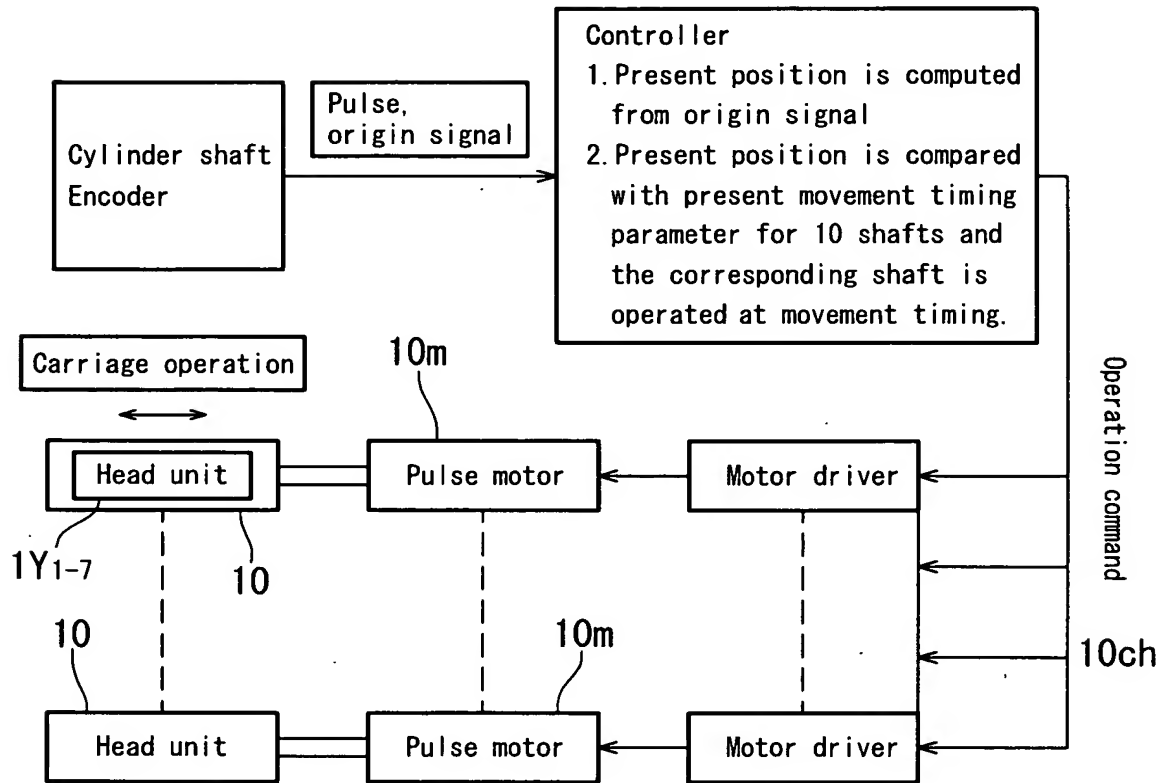 Controller
1. Present position is computed
from origin signal
2. Present position is compared
with present movement timing
parameter for 10 shafts and
the corresponding shaft is
operated at movement timing.
Pulse,
origin signal
Cylinder shaft
Encoder
Carriage operation
10m
Operation command
Head unit
Pulse motor
Motor driver
1Y1-7
10
10
10m
10ch
Head unit
Pulse motor
Motor driver